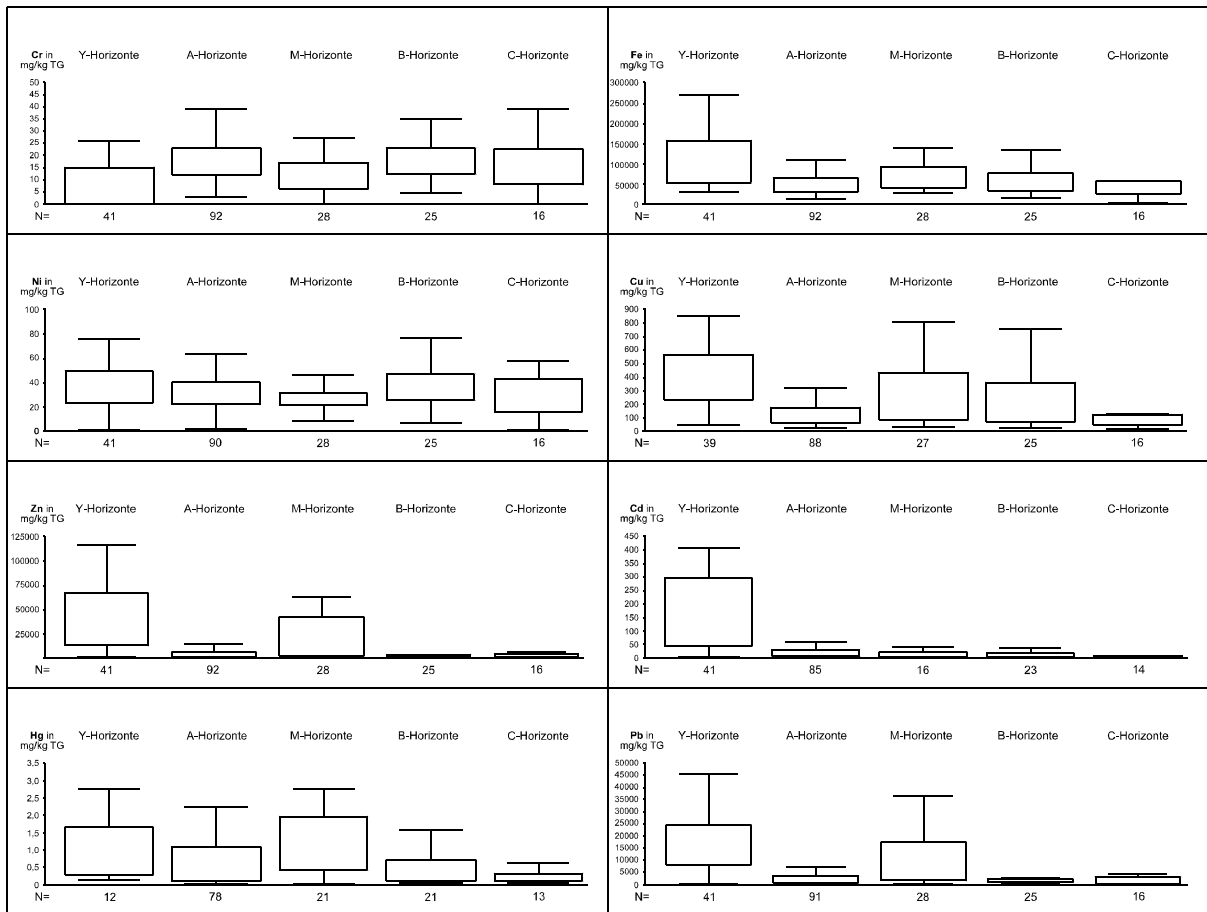 Cr in
mg/kg TG
Y-Horizonte A-Horizonte M-Horizonte B-Horizonte C-Horizonte
50
45
40
35
30
25
20
15
10
5
0
N= 41 92 28 25 16
Fe in
mg/kg TG
Y-Horizonte A-Horizonte M-Horizonte B-Horizonte C-Horizonte
300000
250000
200000
150000
100000
50000
0
N= 41 92 28 25 16
Ni in
mg/kg TG
Y-Horizonte A-Horizonte M-Horizonte B-Horizonte C-Horizonte
100
80
60
40
20
0
N= 41 90 28 25 16
Cu in
mg/kg TG
Y-Horizonte A-Horizonte M-Horizonte B-Horizonte C-Horizonte
900
800
700
600
500
400
300
200
100
0
N= 39 88 27 25 16
Zn in
mg/kg TG
Y-Horizonte A-Horizonte M-Horizonte B-Horizonte C-Horizonte
125000
100000
75000
50000
25000
N= 41 92 28 25 16
Cd in
mg/kg TG
Y-Horizonte A-Horizonte M-Horizonte B-Horizonte C-Horizonte
450
400
350
300
250
200
150
100
50
0
N= 41 85 16 23 14
Hg in
mg/kg TG
Y-Horizonte A-Horizonte M-Horizonte B-Horizonte C-Horizonte
3,5
3,0
2,5
2,0
1,5
1,0
0,5
0
N= 12 78 21 21 13
Pb in
mg/kg TG
Y-Horizonte A-Horizonte M-Horizonte B-Horizonte C-Horizonte
50000
45000
40000
35000
30000
25000
20000
15000
10000
5000
0
N= 41 91 28 25 16